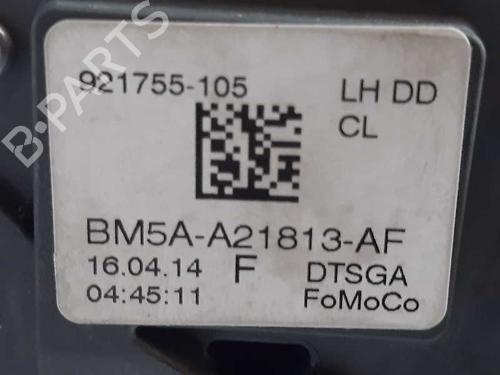 B-PARTS
921755-105 LH DD
CL
BM5A-A21813-AF
16.04.14 F DTSGA
04:45:11 FoMoCo